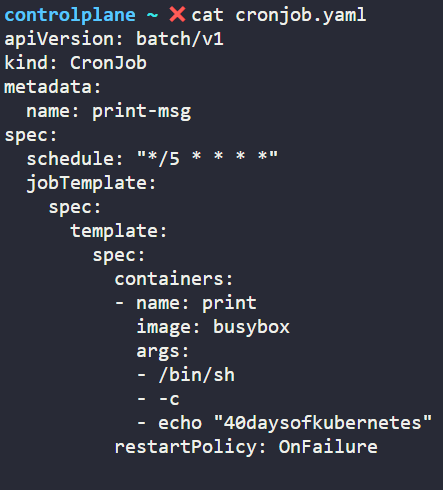 controlplane ~ ✖ cat cronjob.yaml
apiVersion: batch/v1
kind: CronJob
metadata:
  name: print-msg
spec:
  schedule: "*/5 * * * *"
  jobTemplate:
    spec:
      template:
        spec:
          containers:
          - name: print
            image: busybox
            args:
            - /bin/sh
            - -c
            - echo "40daysofkubernetes"
          restartPolicy: OnFailure